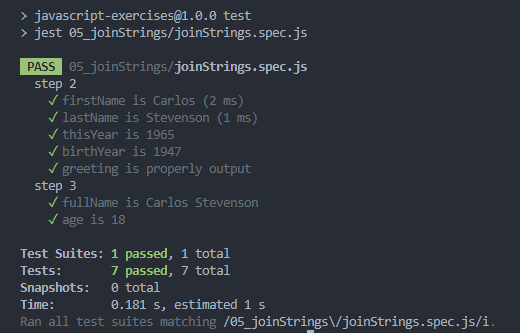 > javascript-exercises@1.0.0 test
> jest 05_joinStrings/joinStrings.spec.js
PASS 05_joinStrings/joinStrings.spec.js
step 2
✓ firstName is Carlos (2 ms)
✓ lastName is Stevenson (1 ms)
✓ thisYear is 1965
✓ birthYear is 1947
✓ greeting is properly output
step 3
✓ fullName is Carlos Stevenson
✓ age is 18
Test Suites: 1 passed, 1 total
Tests: 7 passed, 7 total
Snapshots: 0 total
Time: 0.181 s, estimated 1 s
Ran all test suites matching /05_joinStrings\/joinStrings.spec.js/i.